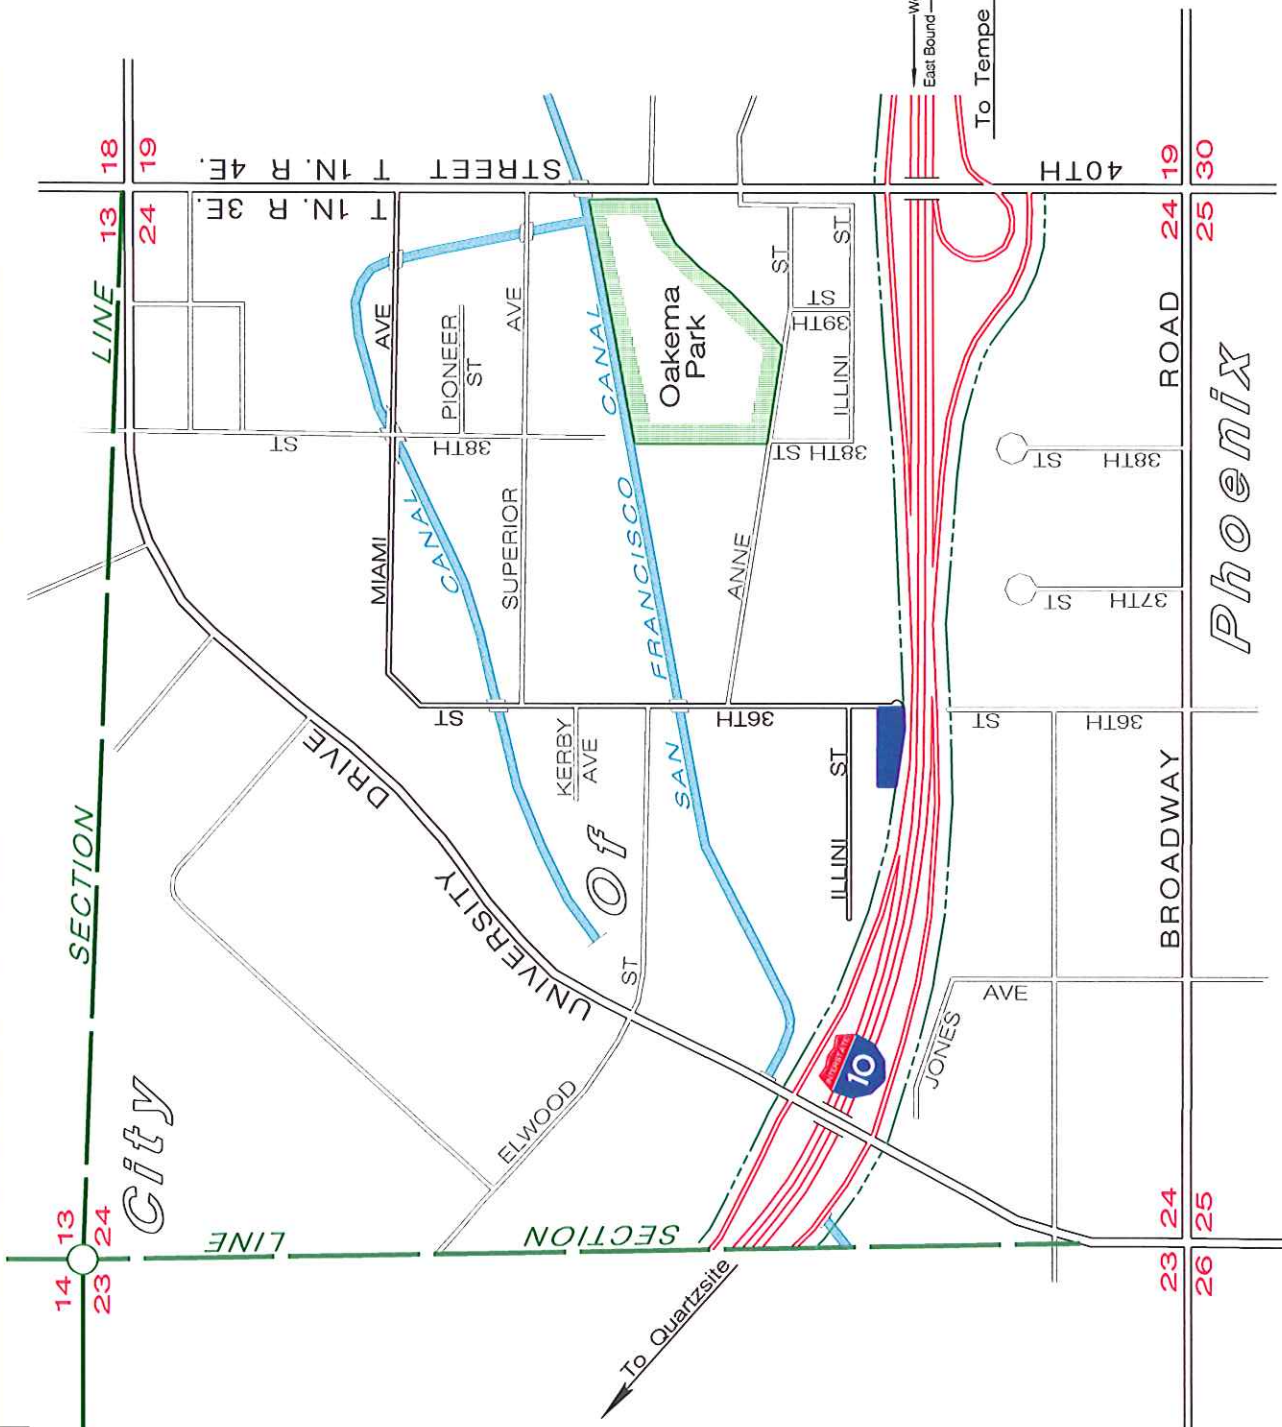 City
Of
Phoenix
SECTION
LINE
SECTION
LINE
14
13
23
24
13
18
24
19
24
19
25
30
23
24
26
25
T 1N. R 4E.
T 1N. R 3E.
40TH
STREET
UNIVERSITY
DRIVE
BROADWAY
ROAD
ELWOOD
ST
KERBY
AVE
MIAMI
AVE
SUPERIOR
AVE
PIONEER
ST
38TH
ST
CANAL
SAN FRANCISCO CANAL
Oakema
Park
ANNE
ST
36TH
ST
ILLINI
ST
ILLINI
ST
39TH
ST
38TH ST
38TH
ST
37TH
ST
36TH
ST
JONES
AVE
INTERSTATE
10
To Quartzsite
To Tempe
East Bound